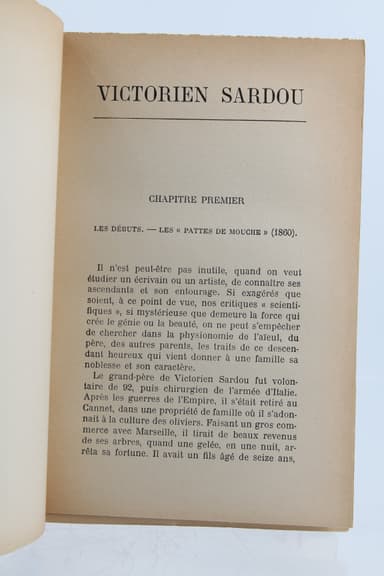 VICTORIEN SARDOU
CHAPITRE PREMIER
LES DÉBUTS. — LES « PATTES DE MOUCHE » (1860).
Il n'est peut-être pas inutile, quand on veut
étudier un écrivain ou un artiste, de connaître ses
ascendants et son entourage. Si exagérés que
soient, à ce point de vue, nos critiques « scienti-
fiques », si mystérieuse que demeure la force qui
crée le génie ou la beauté, on ne peut s'empêcher
de chercher dans la physionomie de l'aïeul, du
père, des autres parents, les traits de ce descen-
dant heureux qui vient donner à une famille sa
noblesse et son caractère.
Le grand-père de Victorien Sardou fut volon-
taire de 92, puis chirurgien de l'armée d'Italie.
Après les guerres de l'Empire, il s'était retiré au
Cannet, dans une propriété de famille où il s'adon-
nait à la culture des oliviers. Faisant un gros com-
merce avec Marseille, il tirait de beaux revenus
de ses arbres, quand une gelée, en une nuit, ar-
rêta sa fortune. Il avait un fils âgé de seize ans,